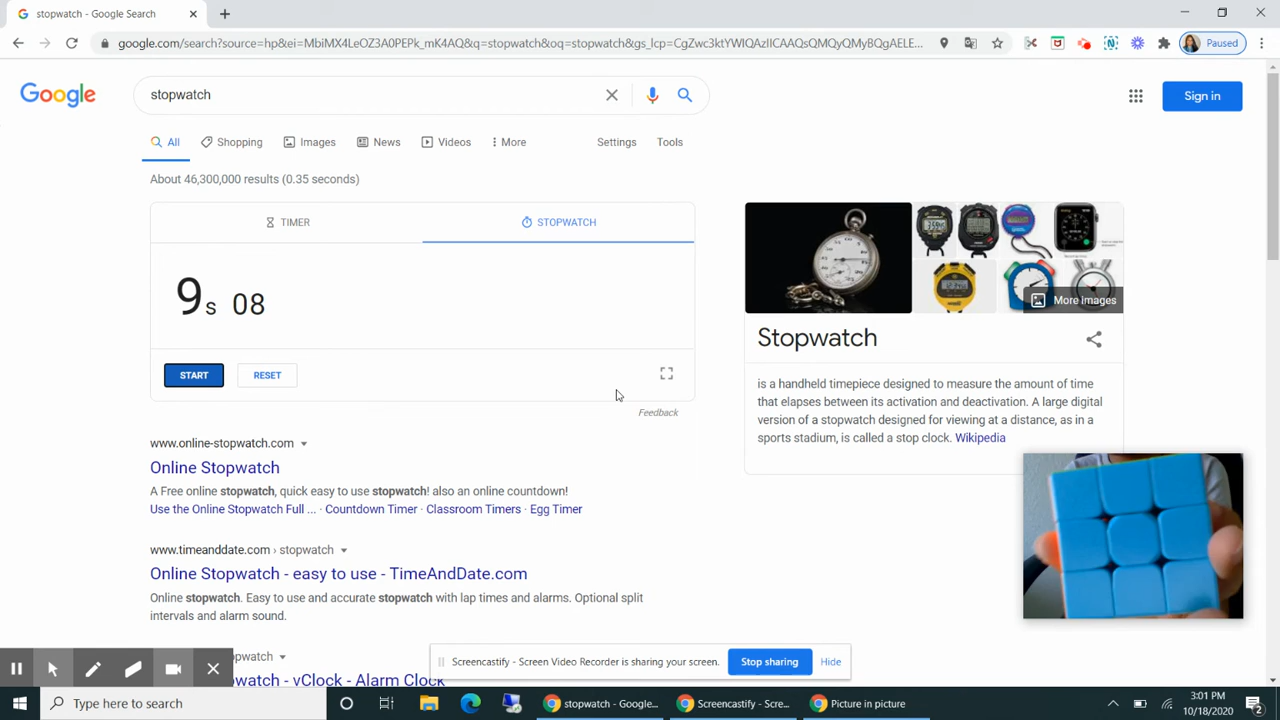 stopwatch - Google Search
Paused
google.com/search?source=hp&ei=MbiMX4LLOZ3A0PEPk_mK4AQ&q=stopwatch&oq=stopwatch&gs_lcp=CgZwc3ktYWIQAzIICAAQsQMQyQMyBQgAELE...
Google
stopwatch
Sign in
All
Shopping
Images
News
Videos
More
Settings
Tools
About 46,300,000 results (0.35 seconds)
TIMER
STOPWATCH
9s 08
START
RESET
Feedback
More images
Stopwatch
is a handheld timepiece designed to measure the amount of time
that elapses between its activation and deactivation. A large digital
version of a stopwatch designed for viewing at a distance, as in a
sports stadium, is called a stop clock. Wikipedia
www.online-stopwatch.com
Online Stopwatch
A Free online stopwatch, quick easy to use stopwatch! also an online countdown!
Use the Online Stopwatch Full ... · Countdown Timer · Classroom Timers · Egg Timer
www.timeanddate.com › stopwatch
Online Stopwatch - easy to use - TimeAndDate.com
Online stopwatch. Easy to use and accurate stopwatch with lap times and alarms. Optional split
intervals and alarm sound.
opwatch
watch - vClock - Alarm Clock
Screencastify - Screen Video Recorder is sharing your screen.
Stop sharing
Hide
Type here to search
stopwatch - Google...
Screencastify - Scre...
Picture in picture
3:01 PM
10/18/2020
2